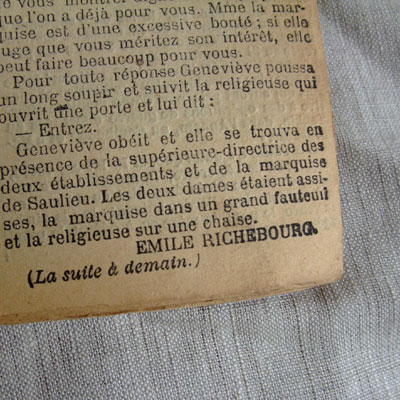 que l'on a déjà pour vous. Mme la mar-
quise est d'une excessive bonté ; si elle
juge que vous méritez son intérêt, elle
peut faire beaucoup pour vous.
Pour toute réponse Geneviève poussa
un long soupir et suivit la religieuse qui
ouvrit une porte et lui dit :
— Entrez.
Geneviève obéit et elle se trouva en
présence de la supérieure-directrice des
deux établissements et de la marquise
de Saulieu. Les deux dames étaient assi-
ses, la marquise dans un grand fauteuil
et la religieuse sur une chaise.
EMILE RICHEBOURG.
(La suite à demain.)